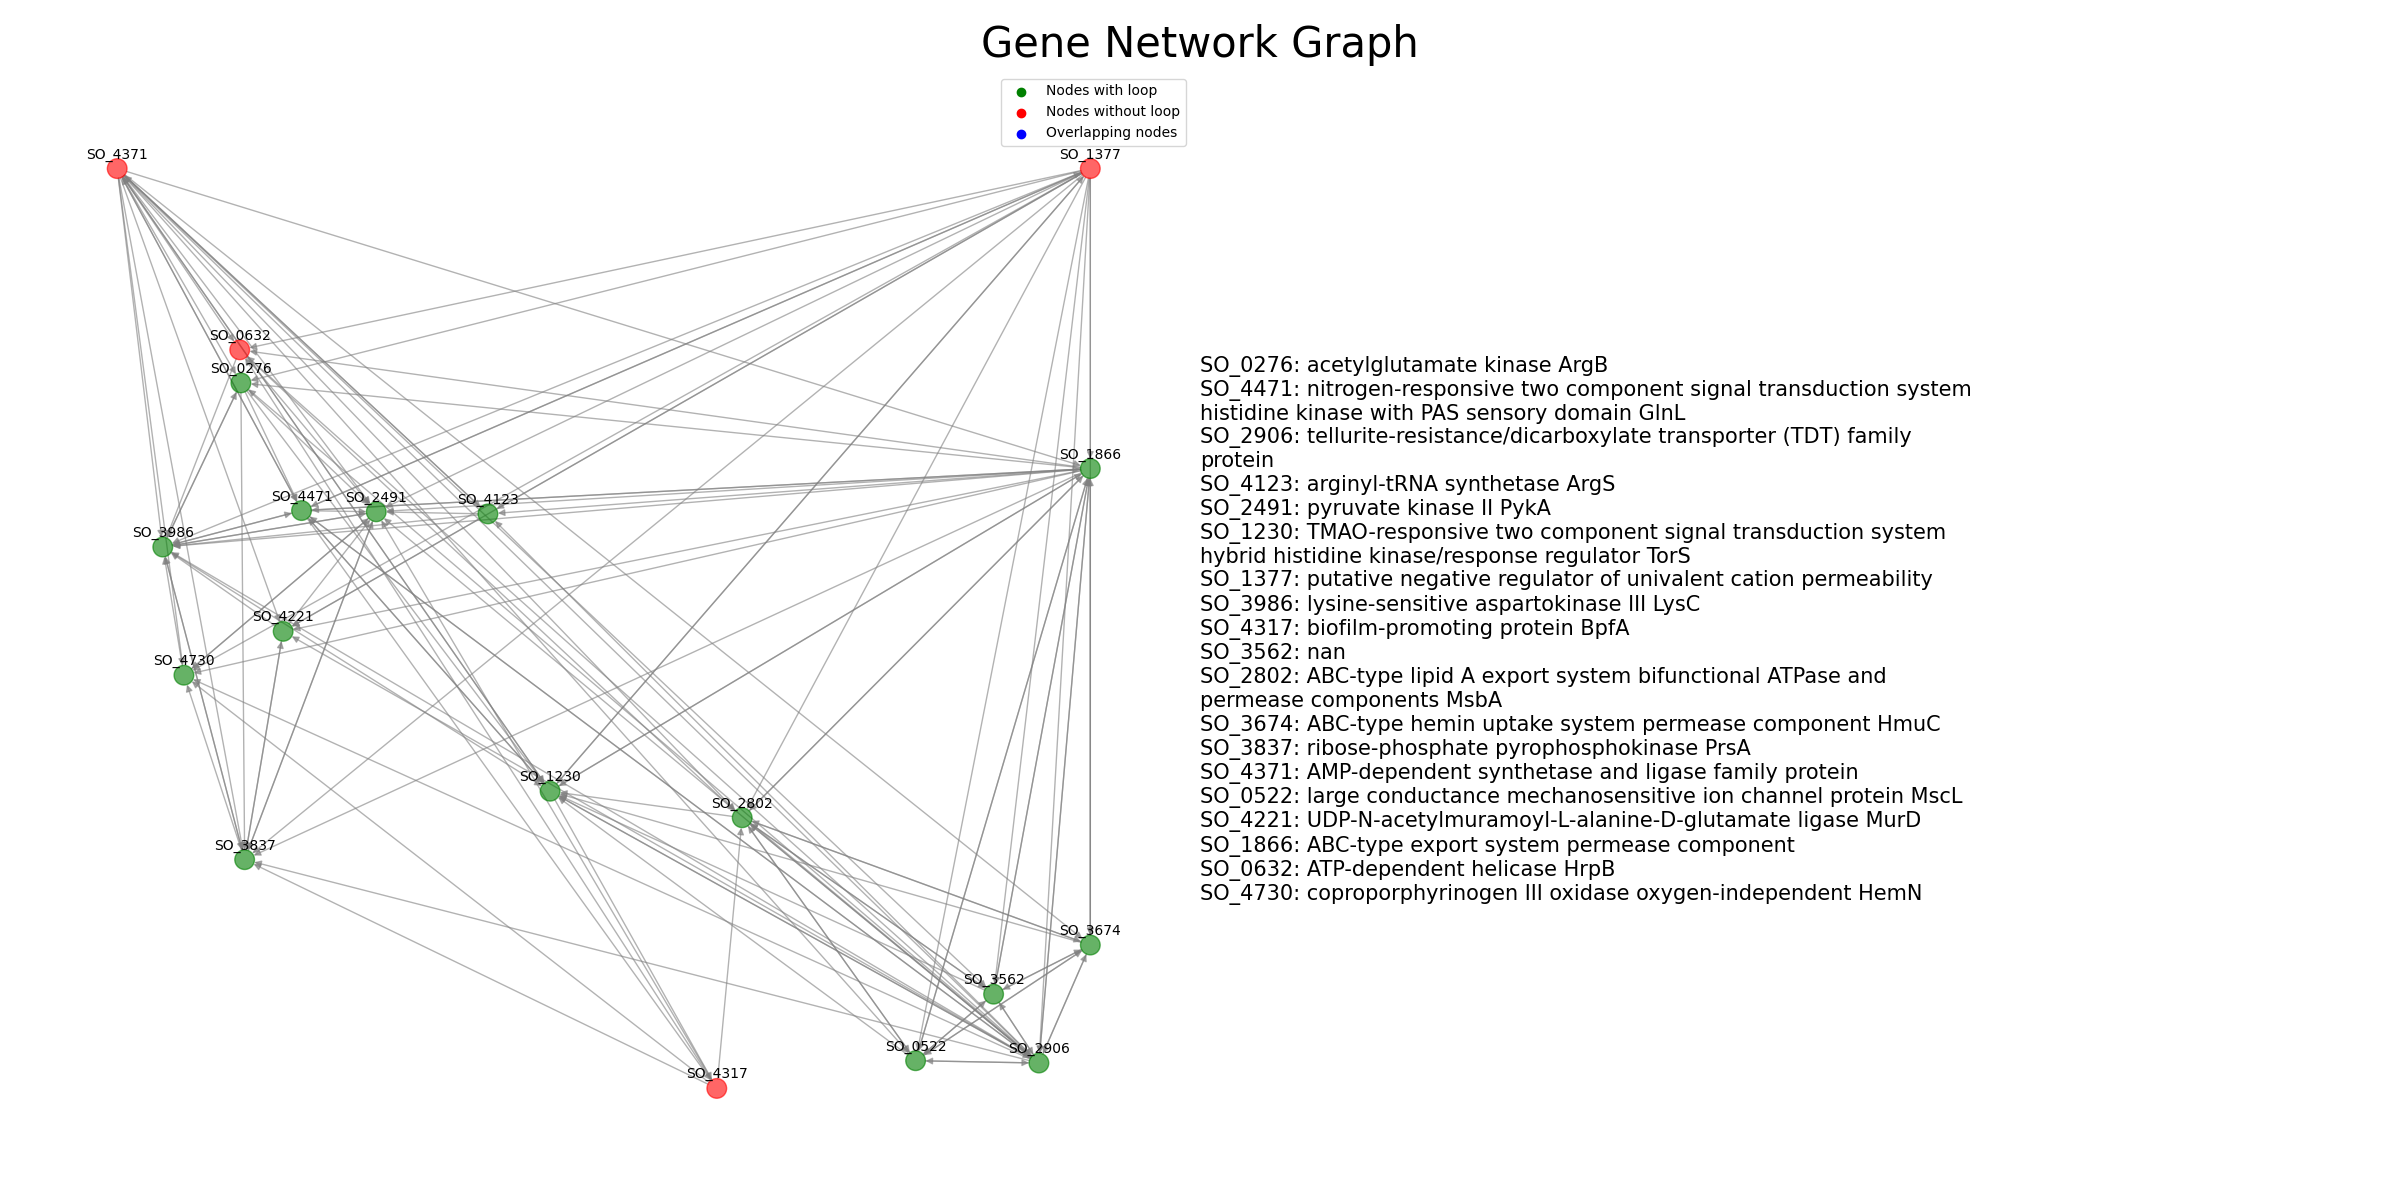 Gene Network Graph
Nodes with loop
Nodes without loop
Overlapping nodes
SO_4371
SO_1377
SO_0632
SO_0276
SO_1866
SO_4471
SO_2491
SO_4123
SO_3986
SO_4221
SO_4730
SO_1230
SO_2802
SO_3837
SO_3674
SO_3562
SO_0522
SO_2906
SO_4317
SO_0276: acetylglutamate kinase ArgB
SO_4471: nitrogen-responsive two component signal transduction system
histidine kinase with PAS sensory domain GlnL
SO_2906: tellurite-resistance/dicarboxylate transporter (TDT) family
protein
SO_4123: arginyl-tRNA synthetase ArgS
SO_2491: pyruvate kinase II PykA
SO_1230: TMAO-responsive two component signal transduction system
hybrid histidine kinase/response regulator TorS
SO_1377: putative negative regulator of univalent cation permeability
SO_3986: lysine-sensitive aspartokinase III LysC
SO_4317: biofilm-promoting protein BpfA
SO_3562: nan
SO_2802: ABC-type lipid A export system bifunctional ATPase and
permease components MsbA
SO_3674: ABC-type hemin uptake system permease component HmuC
SO_3837: ribose-phosphate pyrophosphokinase PrsA
SO_4371: AMP-dependent synthetase and ligase family protein
SO_0522: large conductance mechanosensitive ion channel protein MscL
SO_4221: UDP-N-acetylmuramoyl-L-alanine-D-glutamate ligase MurD
SO_1866: ABC-type export system permease component
SO_0632: ATP-dependent helicase HrpB
SO_4730: coproporphyrinogen III oxidase oxygen-independent HemN